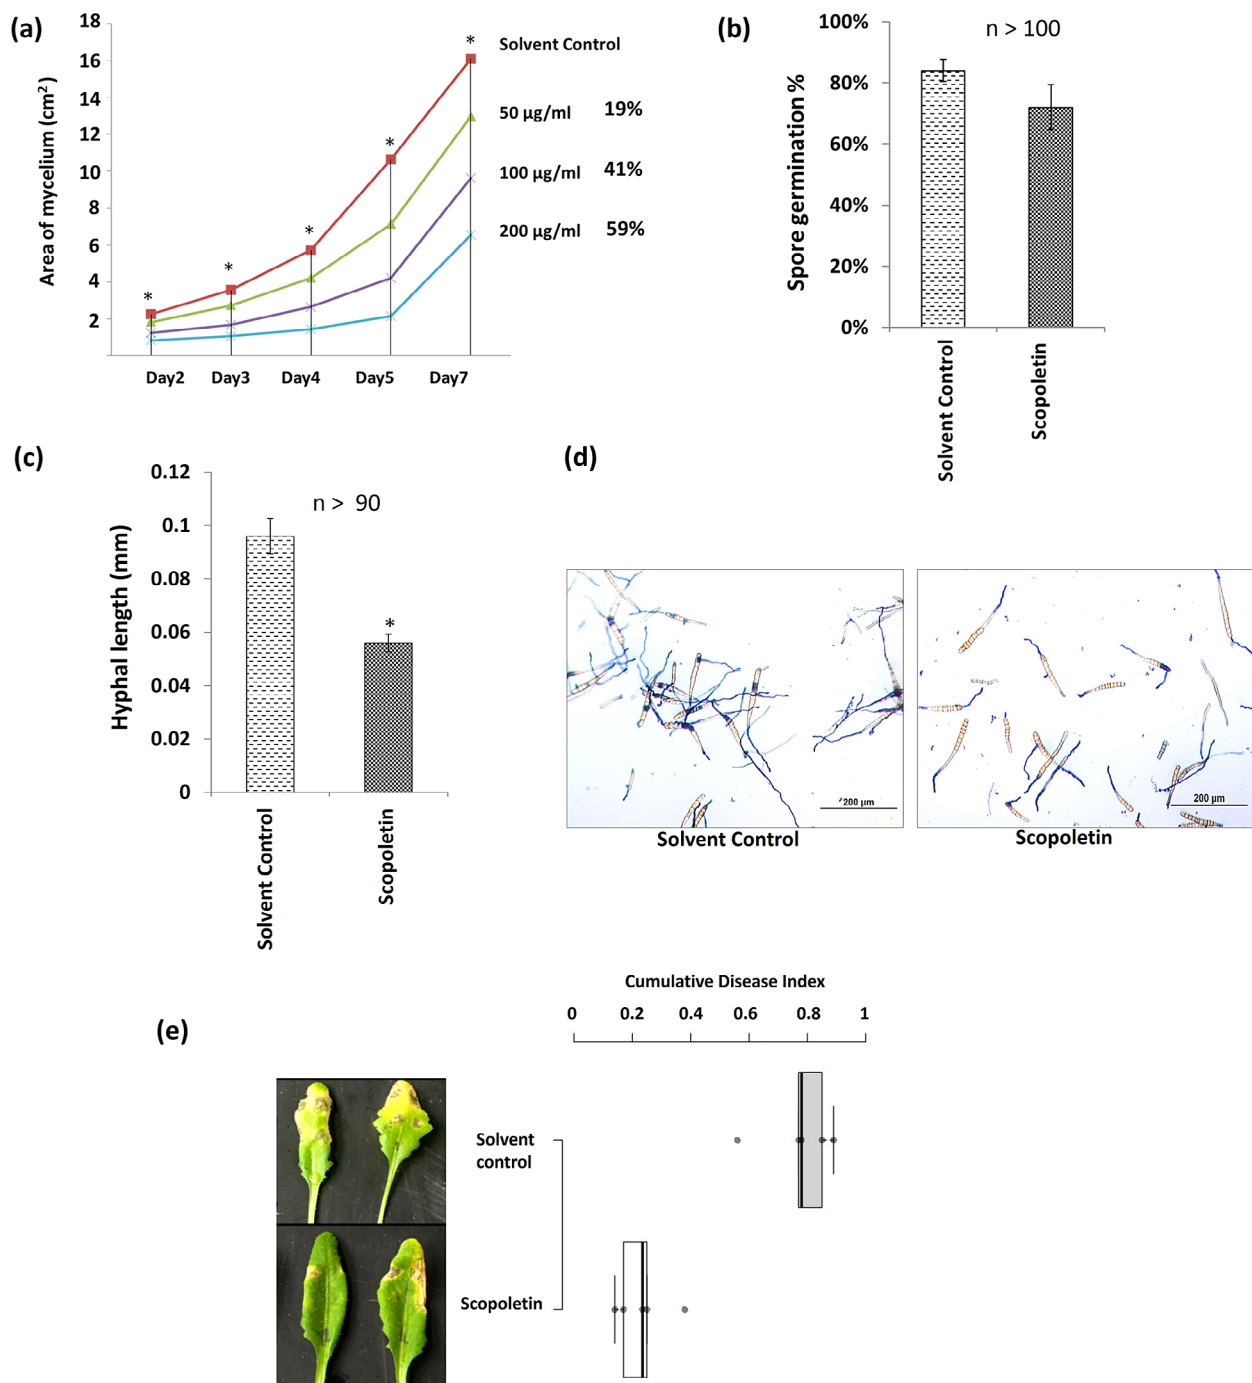 (a)
18
16
14
12
10
8
6
4
2
Area of mycelium (cm²)
*
*
*
*
*
Day2 Day3 Day4 Day5 Day7
Solvent Control
50 µg/ml 19%
100 µg/ml 41%
200 µg/ml 59%
(b)
n > 100
100%
80%
60%
40%
20%
0%
Spore germination %
Solvent Control
Scopoletin
(c)
n > 90
0.12
0.1
0.08
0.06
0.04
0.02
0
Hyphal length (mm)
*
Solvent Control
Scopoletin
(d)
200 µm
200 µm
Solvent Control
Scopoletin
(e)
Cumulative Disease Index
0 0.2 0.4 0.6 0.8 1
Solvent
control
Scopoletin